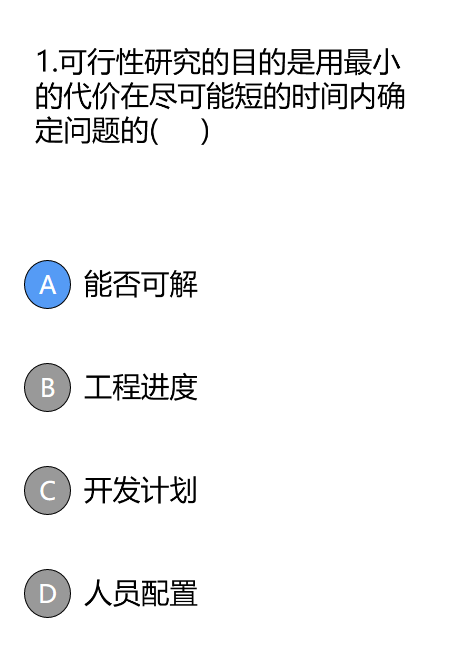 1.可行性研究的目的是用最小
的代价在尽可能短的时间内确
定问题的(     )
A 能否可解
B 工程进度
C 开发计划
D 人员配置